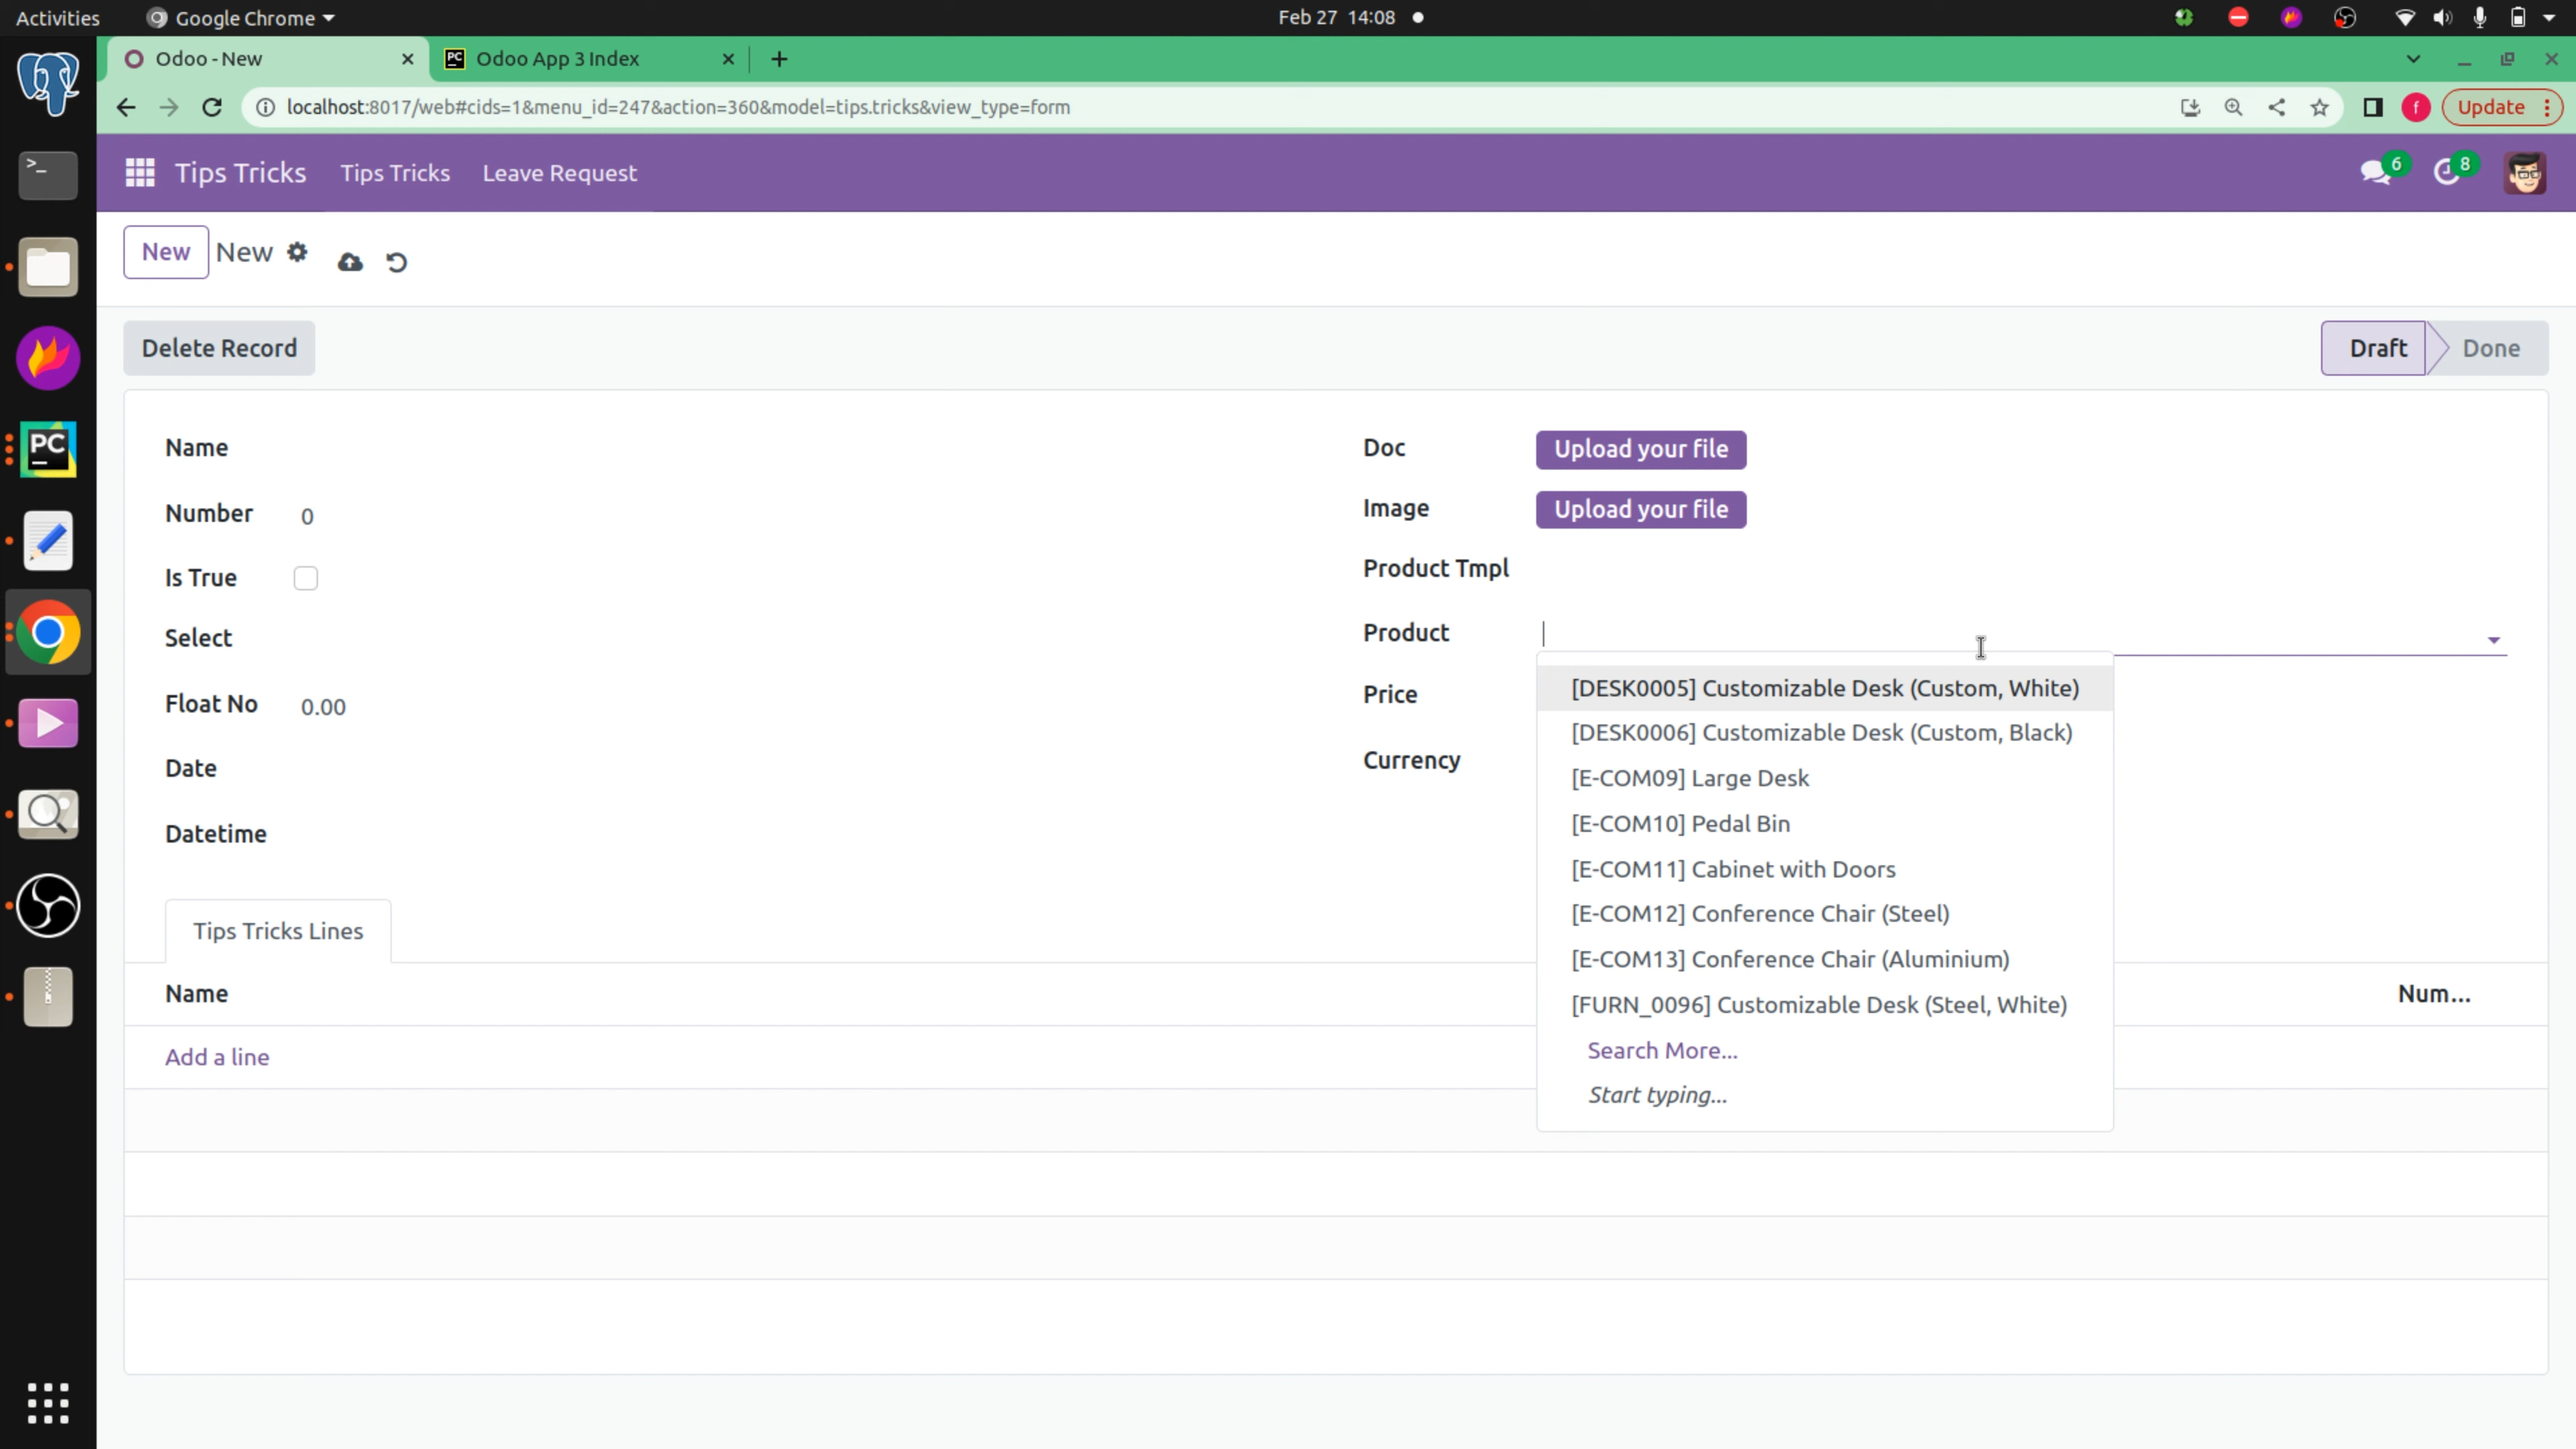 Activities Google Chrome Feb 27 14:08
Odoo - New PC Odoo App 3 Index
localhost:8017/web#cids=1&menu_id=247&action=360&model=tips.tricks&view_type=form f Update
Tips Tricks Tips Tricks Leave Request 6 8
New New
Delete Record Draft Done
Name
Number 0
Is True
Select
Float No 0.00
Date
Datetime
Doc Upload your file
Image Upload your file
Product Tmpl
Product
Price
Currency
[DESK0005] Customizable Desk (Custom, White)
[DESK0006] Customizable Desk (Custom, Black)
[E-COM09] Large Desk
[E-COM10] Pedal Bin
[E-COM11] Cabinet with Doors
[E-COM12] Conference Chair (Steel)
[E-COM13] Conference Chair (Aluminium)
[FURN_0096] Customizable Desk (Steel, White)
Search More...
Start typing...
Tips Tricks Lines
Name Num...
Add a line
PC